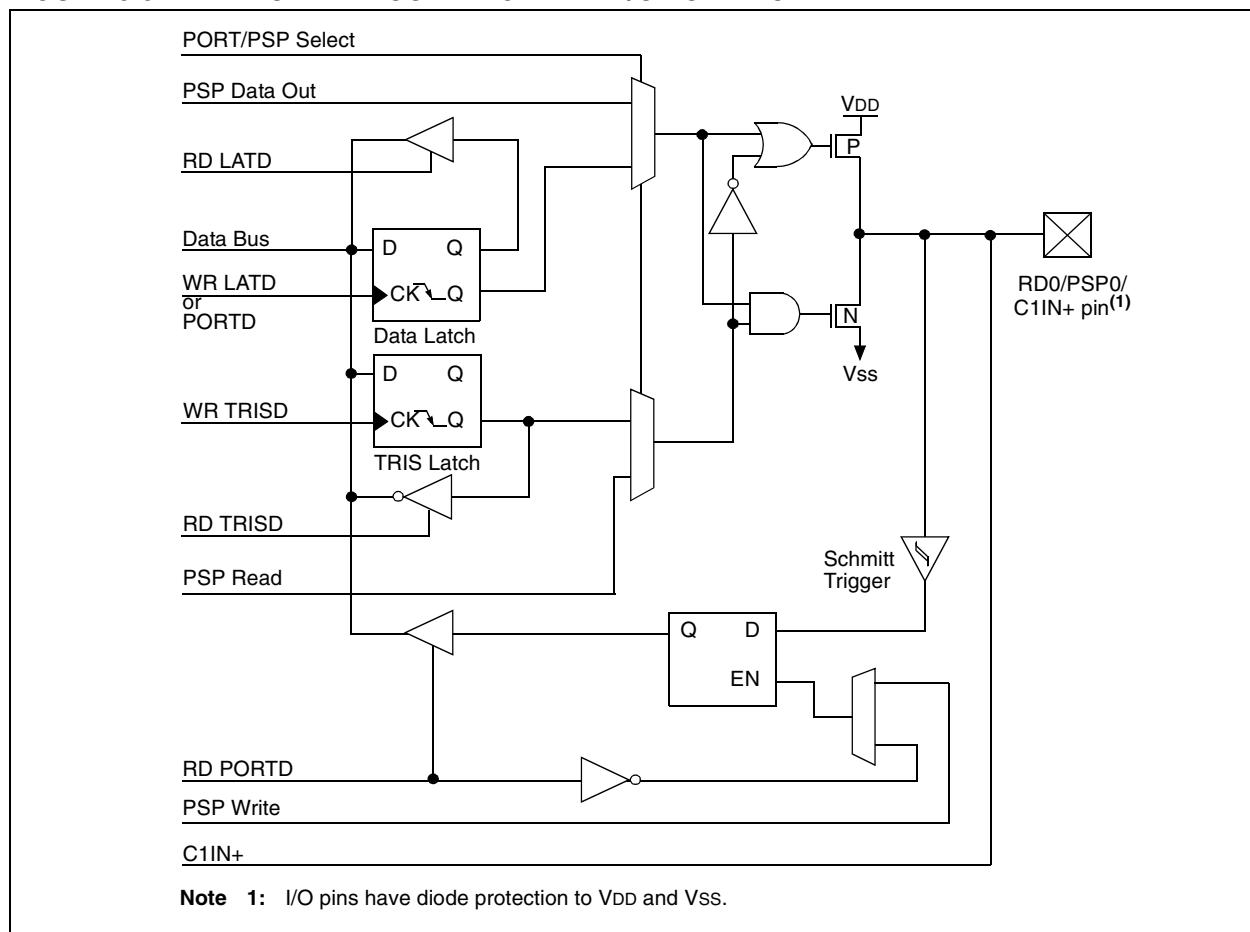 PORT/PSP Select
PSP Data Out
RD LATD
Data Bus
WR LATD
or
PORTD
D Q
CK Q
Data Latch
D Q
CK Q
TRIS Latch
WR TRISD
RD TRISD
PSP Read
VDD
P
N
Vss
RD0/PSP0/
C1IN+ pin(1)
Schmitt
Trigger
Q D
EN
RD PORTD
PSP Write
C1IN+
Note 1: I/O pins have diode protection to VDD and VSS.